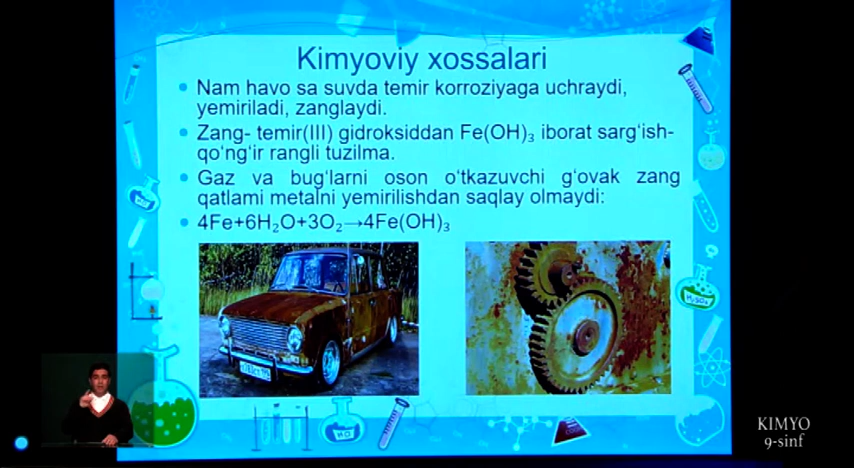 Kimyoviy xossalari
• Nam havo sa suvda temir korroziyaga uchraydi,
yemiriladi, zanglaydi.
• Zang- temir(III) gidroksiddan Fe(OH)₃ iborat sarg‘ish-
qo‘ng‘ir rangli tuzilma.
• Gaz va bug‘larni oson o‘tkazuvchi g‘ovak zang
qatlami metalni yemirilishdan saqlay olmaydi:
• 4Fe+6H₂O+3O₂→4Fe(OH)₃
H₂SO₄
KIMYO
9-sinf